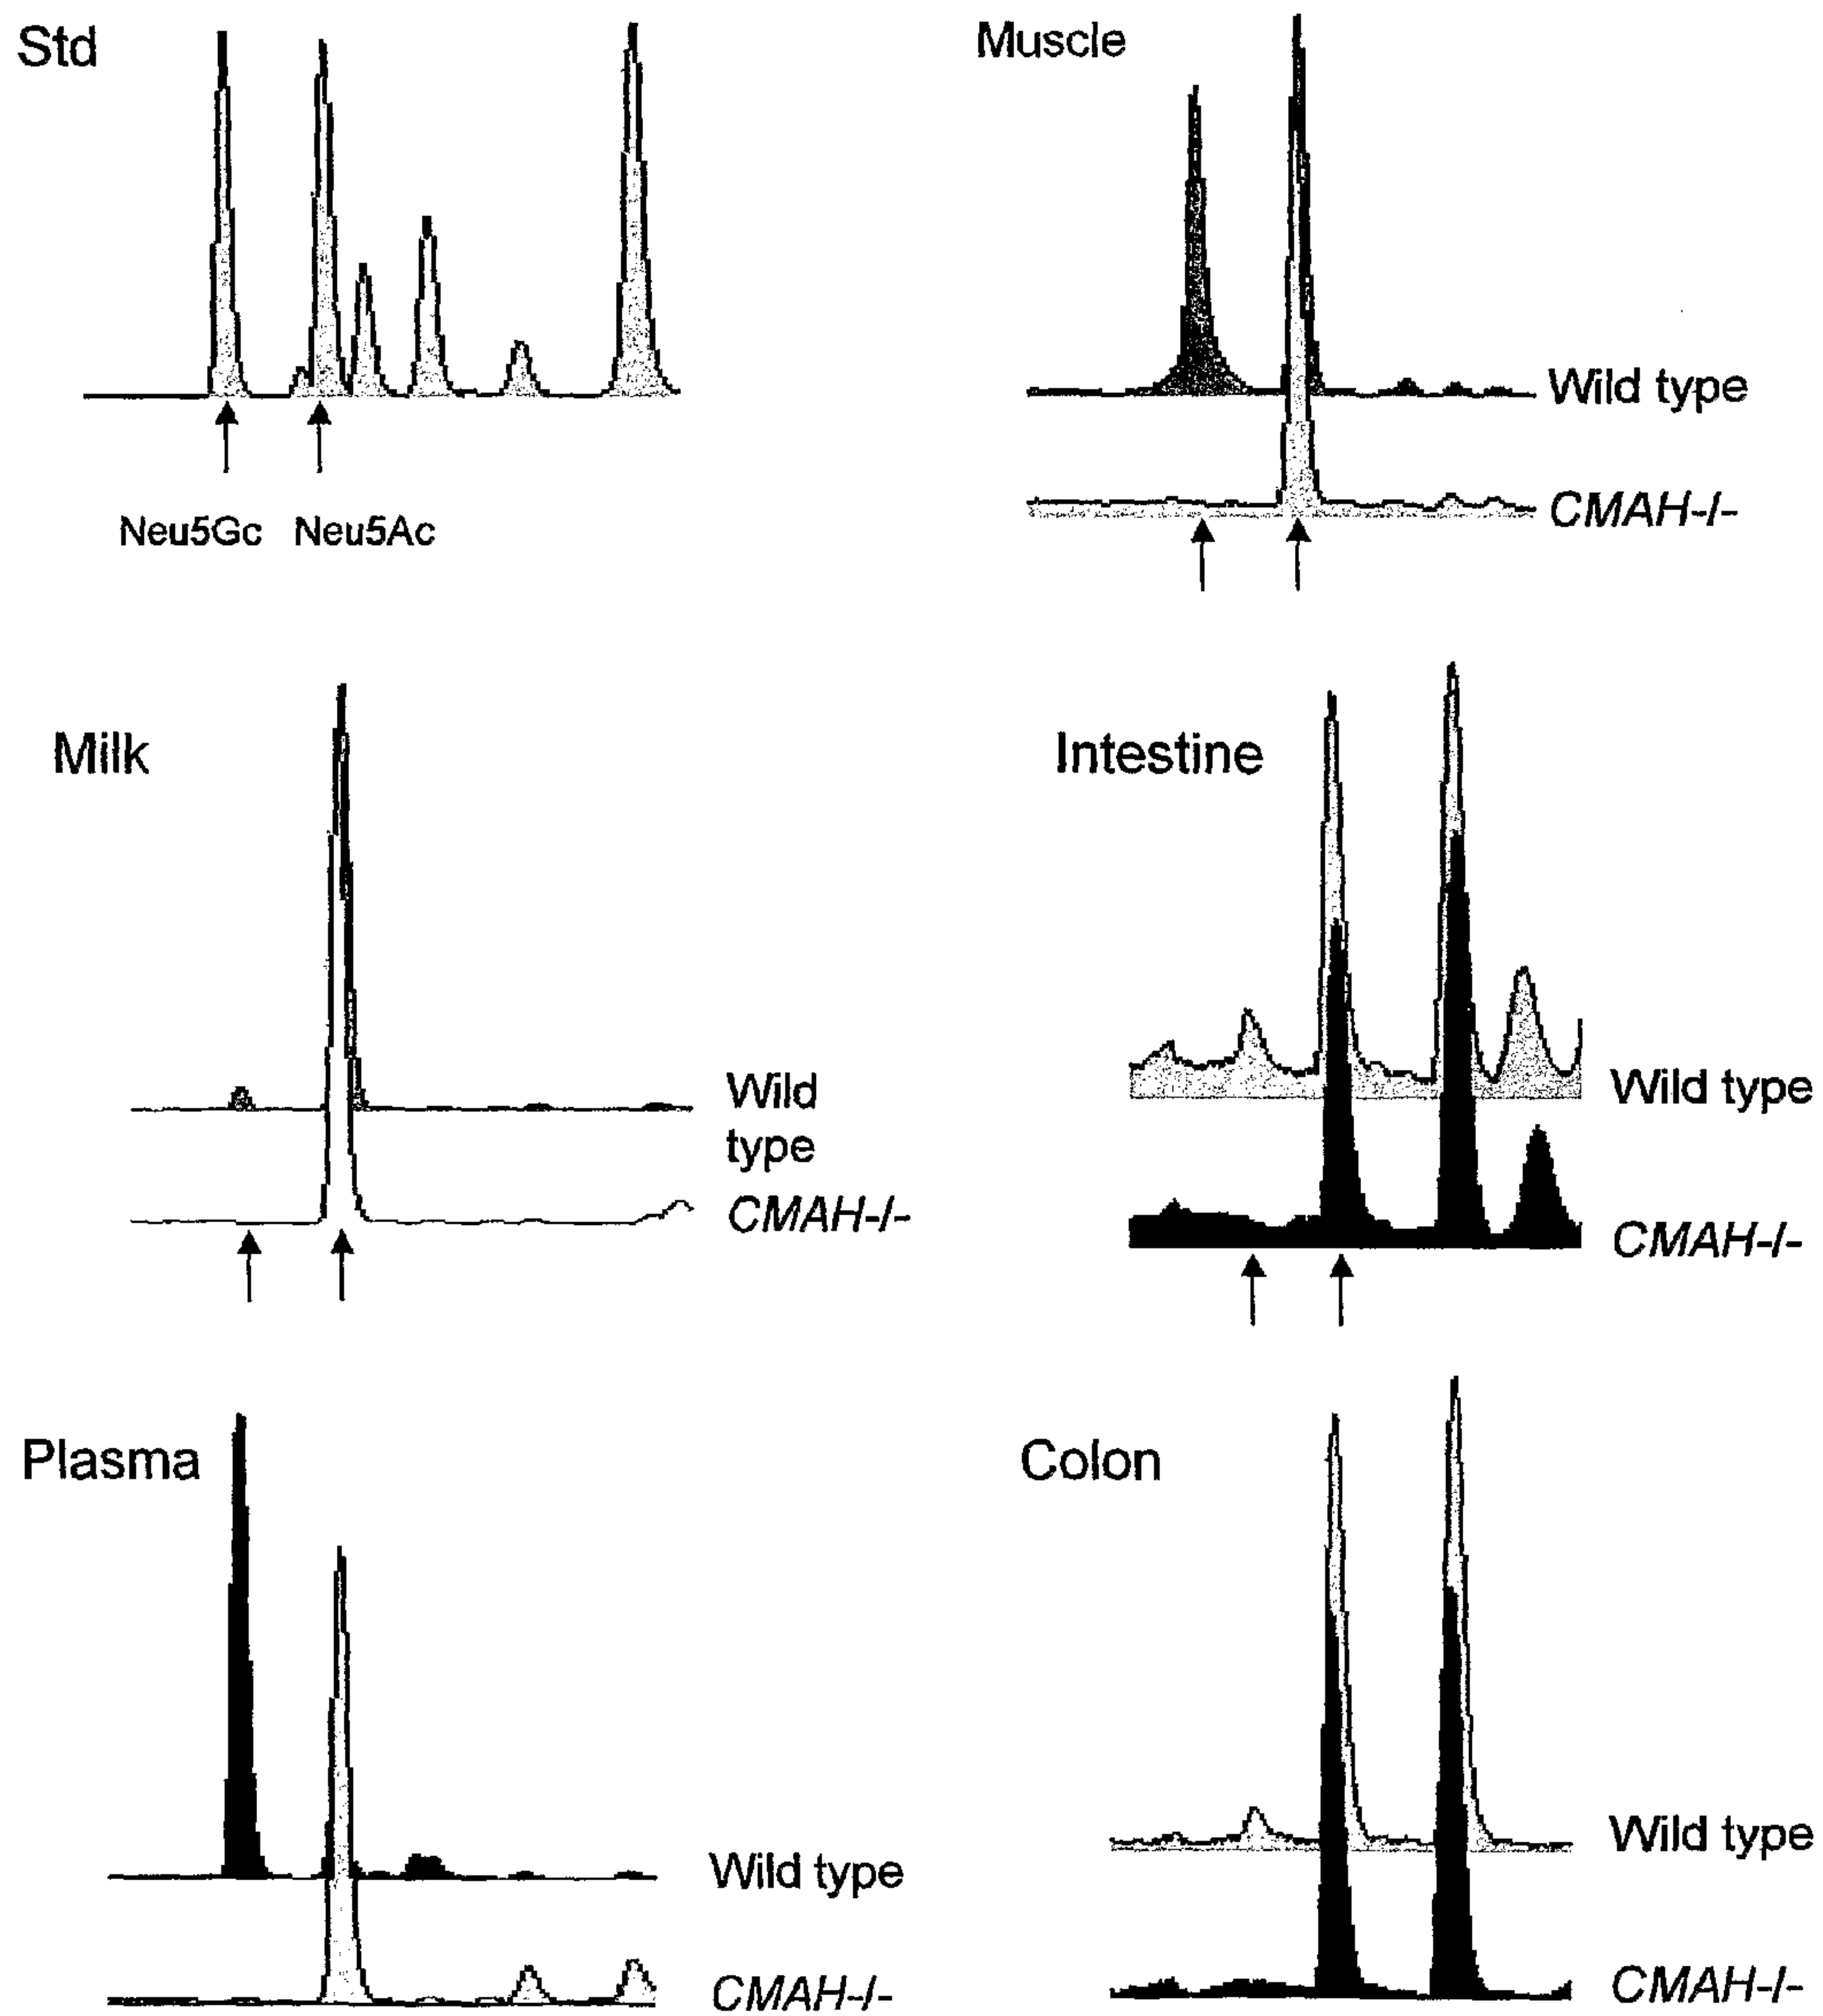 Std
Neu5Gc Neu5Ac
Muscle
Wild type
CMAH-/-
Milk
Wild
type
CMAH-/-
Intestine
Wild type
CMAH-/-
Plasma
Wild type
CMAH-/-
Colon
Wild type
CMAH-/-